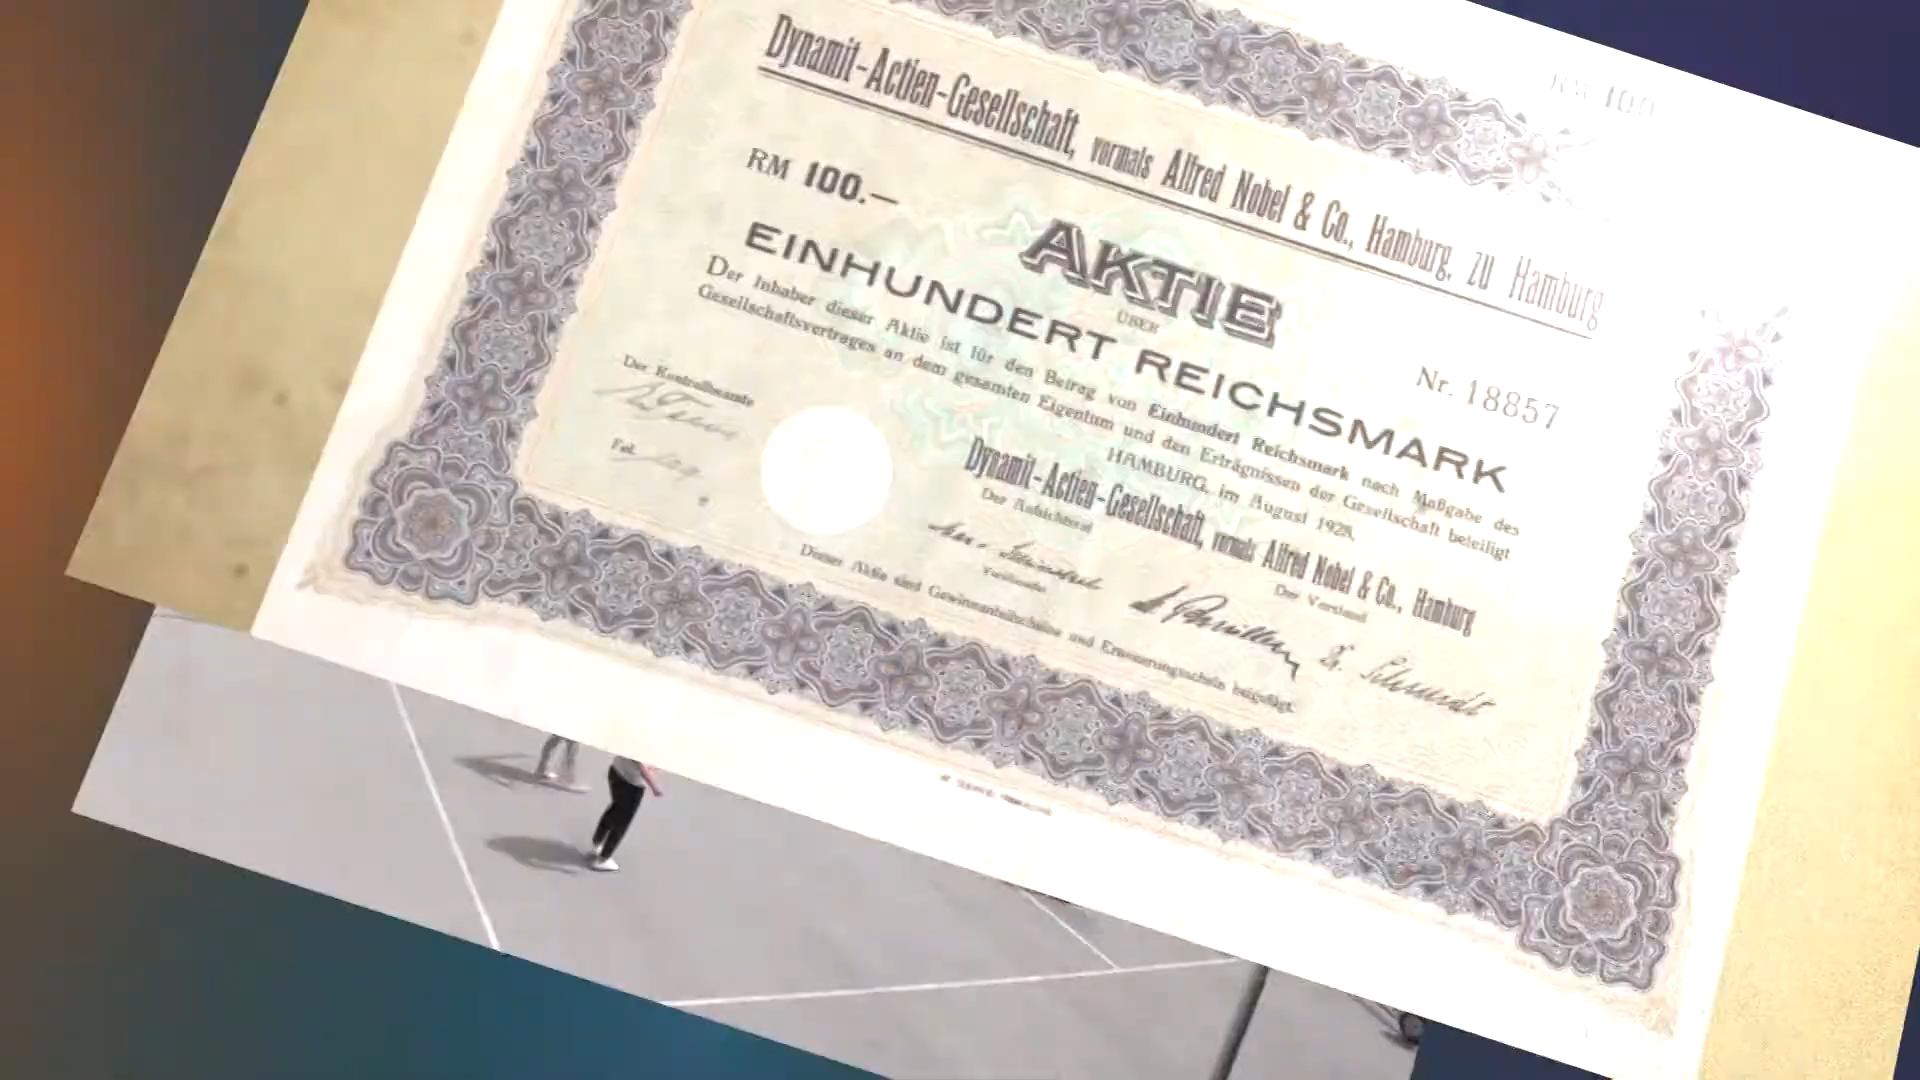 RM 100
Dynamit-Actien-Gesellschaft, vormals Alfred Nobel & Co., Hamburg, zu Hamburg
RM 100.—
AKTIE
ÜBER
EINHUNDERT REICHSMARK
Nr. 18857
Der Inhaber dieser Aktie ist für den Betrag von Einhundert Reichsmark nach Maßgabe des
Gesellschaftsvertrages an dem gesamten Eigentum und den Erträgnissen der Gesellschaft beteiligt
HAMBURG, im August 1928.
Der Kontrollbeamte
Fol.
Dynamit-Actien-Gesellschaft, vormals Alfred Nobel & Co., Hamburg
Der Aufsichtsrat
Der Vorstand
Vorsitzender
Dieser Aktie sind Gewinnanteilscheine und Erneuerungsschein beigefügt.